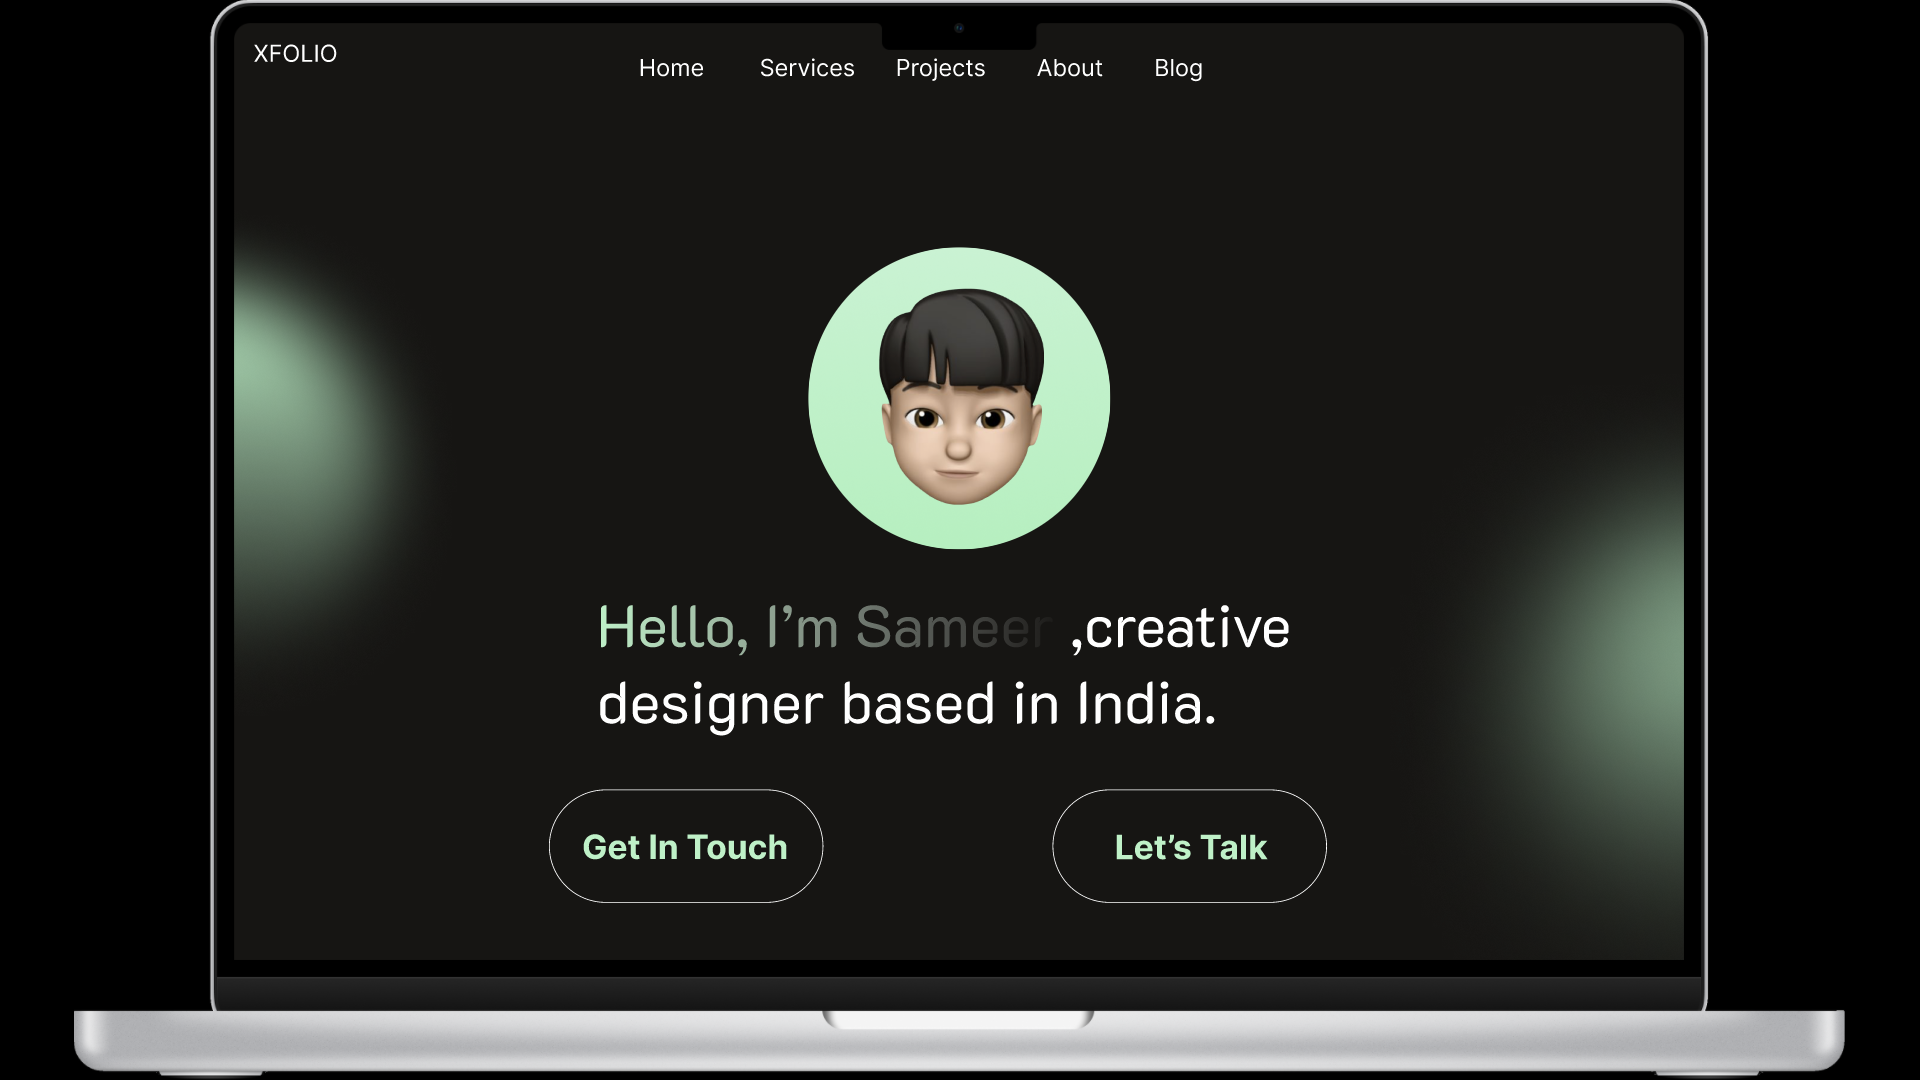 XFOLIO
Home Services Projects About Blog
Hello, I’m Sameer ,creative
designer based in India.
Get In Touch
Let’s Talk